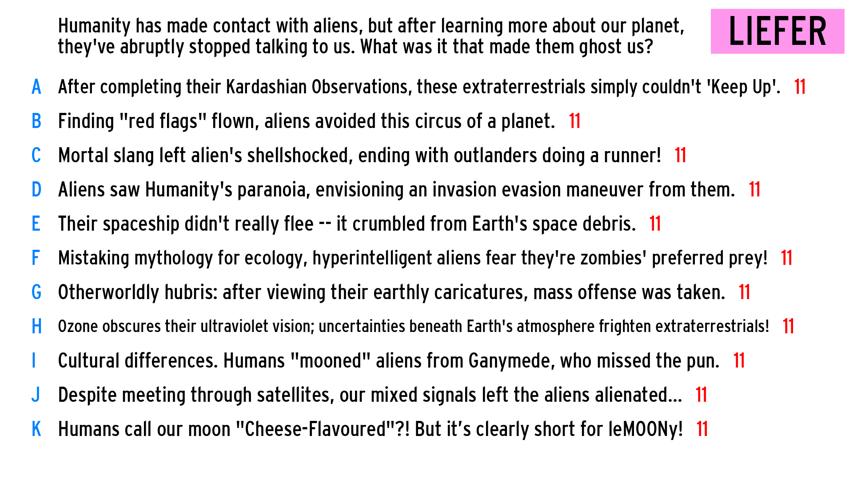 Humanity has made contact with aliens, but after learning more about our planet,
they've abruptly stopped talking to us. What was it that made them ghost us?
LIEFER
A After completing their Kardashian Observations, these extraterrestrials simply couldn't 'Keep Up'. 11
B Finding "red flags" flown, aliens avoided this circus of a planet. 11
C Mortal slang left alien's shellshocked, ending with outlanders doing a runner! 11
D Aliens saw Humanity's paranoia, envisioning an invasion evasion maneuver from them. 11
E Their spaceship didn't really flee -- it crumbled from Earth's space debris. 11
F Mistaking mythology for ecology, hyperintelligent aliens fear they're zombies' preferred prey! 11
G Otherworldly hubris: after viewing their earthly caricatures, mass offense was taken. 11
H Ozone obscures their ultraviolet vision; uncertainties beneath Earth's atmosphere frighten extraterrestrials! 11
I Cultural differences. Humans "mooned" aliens from Ganymede, who missed the pun. 11
J Despite meeting through satellites, our mixed signals left the aliens alienated... 11
K Humans call our moon "Cheese-Flavoured"?! But it’s clearly short for leMOONy! 11